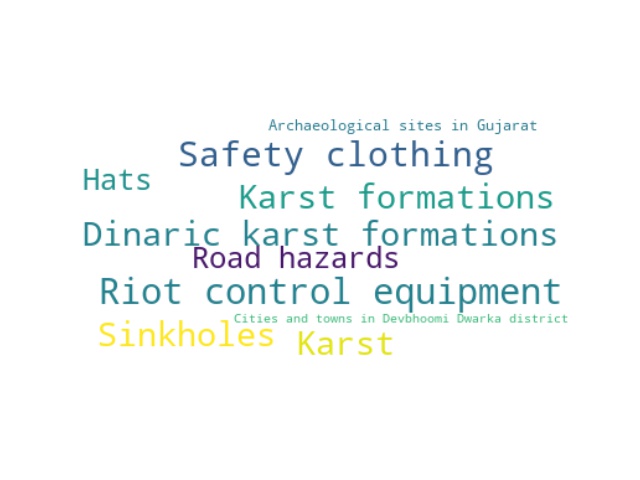 Archaeological sites in Gujarat
Safety clothing
Hats
Karst formations
Dinaric karst formations
Road hazards
Riot control equipment
Cities and towns in Devbhoomi Dwarka district
Sinkholes
Karst